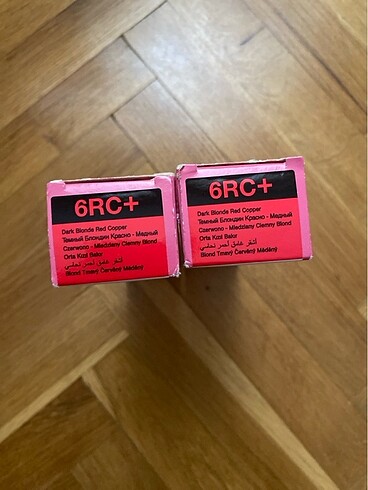 6RC+
Dark Blonde Red Copper
Темный Блондин Красно - Медный
Czerwono - Miedziany Ciemny Blond
Orta Kızıl Bakır
أشقر غامق أحمر نحاسي
Blond Tmavý Červěný Měděný
6RC+
Dark Blonde Red Copper
Темный Блондин Красно - Медный
Czerwono - Miedziany Ciemny Blond
Orta Kızıl Bakır
أشقر غامق أحمر نحاسي
Blond Tmavý Červěný Měděný